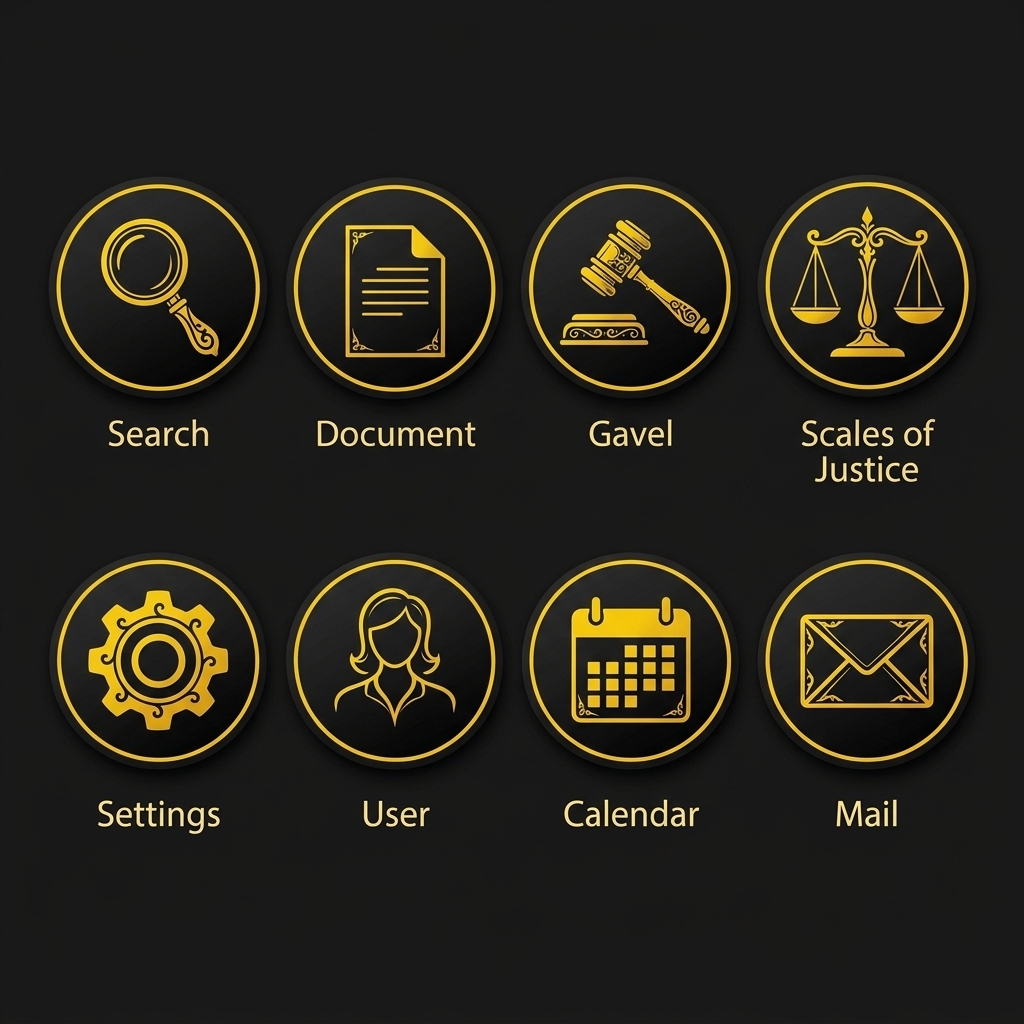 Search
Document
Gavel
Scales of
Justice
Settings
User
Calendar
Mail